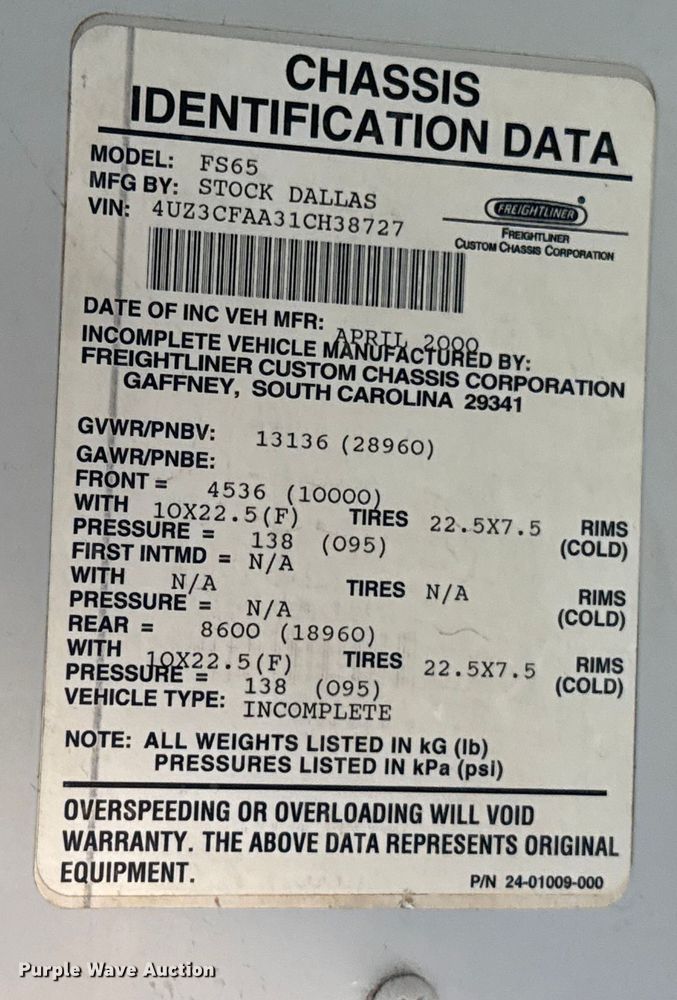 CHASSIS
IDENTIFICATION DATA
MODEL: FS65
MFG BY: STOCK DALLAS
VIN: 4UZ3CFAA31CH38727
FREIGHTLINER
FREIGHTLINER
CUSTOM CHASSIS CORPORATION
DATE OF INC VEH MFR: APRIL 2000
INCOMPLETE VEHICLE MANUFACTURED BY:
FREIGHTLINER CUSTOM CHASSIS CORPORATION
GAFFNEY, SOUTH CAROLINA 29341
GVWR/PNBV: 13136 (28960)
GAWR/PNBE:
FRONT = 4536 (10000)
WITH 10X22.5(F) TIRES 22.5X7.5 RIMS
PRESSURE = 138 (095) (COLD)
FIRST INTMD = N/A
WITH N/A TIRES N/A RIMS
PRESSURE = N/A (COLD)
REAR = 8600 (18960)
WITH 10X22.5(F) TIRES 22.5X7.5 RIMS
PRESSURE = 138 (095) (COLD)
VEHICLE TYPE: INCOMPLETE
NOTE: ALL WEIGHTS LISTED IN kG (lb)
PRESSURES LISTED IN kPa (psi)
OVERSPEEDING OR OVERLOADING WILL VOID
WARRANTY. THE ABOVE DATA REPRESENTS ORIGINAL
EQUIPMENT.
P/N 24-01009-000
Purple Wave Auction